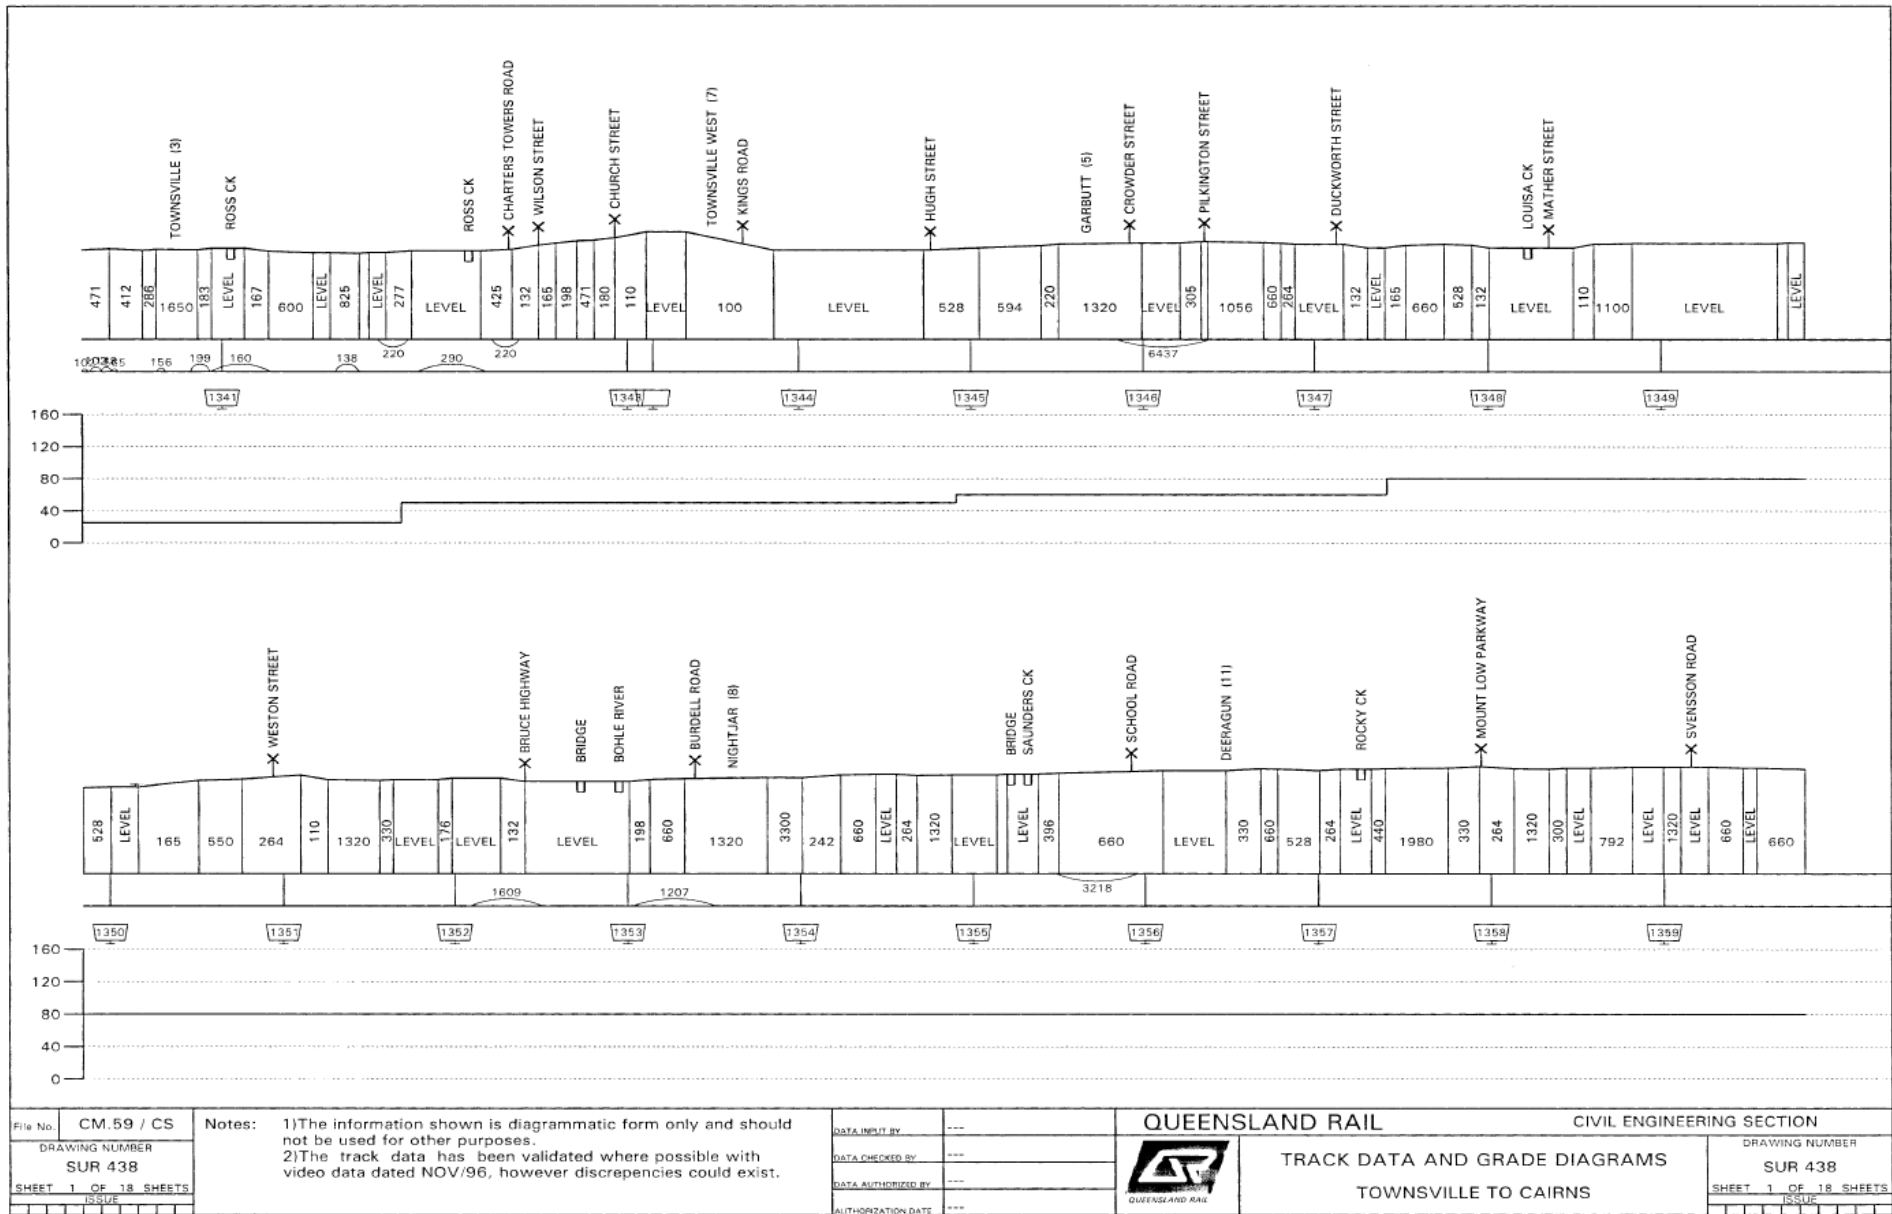 TOWNSVILLE (3)
ROSS CK
ROSS CK
CHARTERS TOWERS ROAD
WILSON STREET
CHURCH STREET
TOWNSVILLE WEST (7)
KINGS ROAD
HUGH STREET
GARBUTT (5)
CROWDER STREET
PILKINGTON STREET
DUCKWORTH STREET
LOUISA CK
MATHER STREET
471 412 286 1650 183 LEVEL 167 600 LEVEL 825 LEVEL 277 LEVEL 425 132 165 198 471 180 110 LEVEL 100 LEVEL 528 594 220 1320 LEVEL 305 1056 660 264 LEVEL 132 LEVEL 165 660 528 132 LEVEL 110 1100 LEVEL LEVEL
156 199 160 138 220 290 220 6437
1341 1343 1344 1345 1346 1347 1348 1349
160
120
80
40
0
WESTON STREET
BRUCE HIGHWAY
BRIDGE
BOHLE RIVER
BURDELL ROAD
NIGHTJAR (8)
BRIDGE
SAUNDERS CK
SCHOOL ROAD
DEERAGUN (11)
ROCKY CK
MOUNT LOW PARKWAY
SVENSSON ROAD
528 LEVEL 165 550 264 110 1320 330 LEVEL 176 LEVEL 132 LEVEL 198 660 1320 3300 242 660 LEVEL 264 1320 LEVEL LEVEL 396 660 LEVEL 330 660 528 264 LEVEL 440 1980 330 264 1320 300 LEVEL 792 LEVEL 1320 LEVEL 660 LEVEL 660
1609 1207 3218
1350 1351 1352 1353 1354 1355 1356 1357 1358 1359
160
120
80
40
0
File No. CM.59 / CS
DRAWING NUMBER
SUR 438
SHEET 1 OF 18 SHEETS
ISSUE
Notes: 1)The information shown is diagrammatic form only and should
not be used for other purposes.
2)The track data has been validated where possible with
video data dated NOV/96, however discrepencies could exist.
DATA INPUT BY ---
DATA CHECKED BY ---
DATA AUTHORIZED BY ---
AUTHORIZATION DATE ---
QUEENSLAND RAIL CIVIL ENGINEERING SECTION
QUEENSLAND RAIL
TRACK DATA AND GRADE DIAGRAMS
TOWNSVILLE TO CAIRNS
DRAWING NUMBER
SUR 438
SHEET 1 OF 18 SHEETS
ISSUE